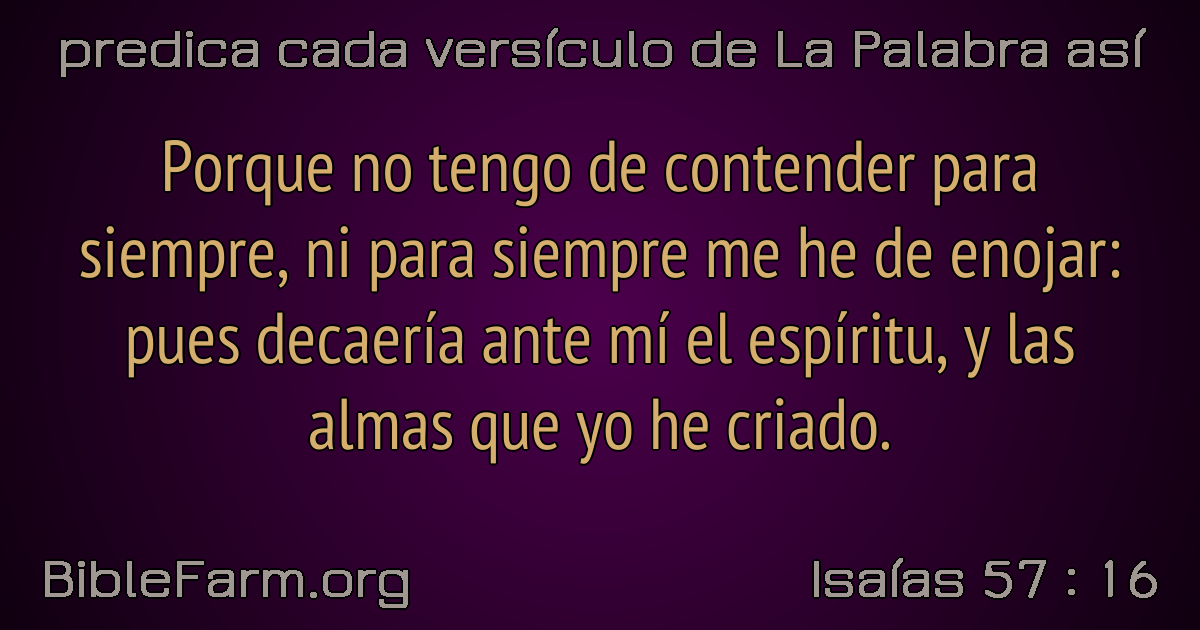 predica cada versículo de La Palabra así
Porque no tengo de contender para
siempre, ni para siempre me he de enojar:
pues decaería ante mí el espíritu, y las
almas que yo he criado.
BibleFarm.org
Isaías 57 : 16